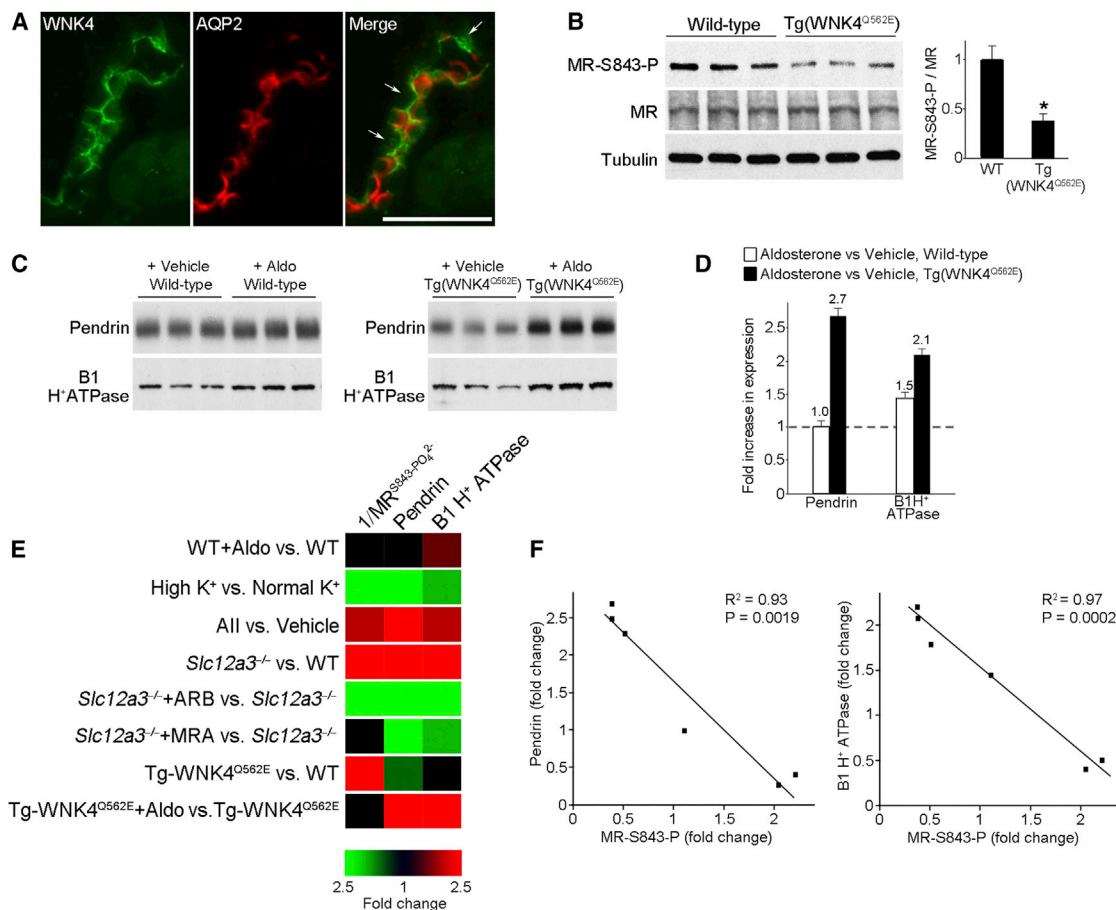 A
WNK4
AQP2
Merge
B
Wild-type
Tg(WNK4Q562E)
MR-S843-P
MR
Tubulin
MR-S843-P / MR
1
0.5
0
*
WT
Tg
(WNK4Q562E)
C
+ Vehicle
Wild-type
+ Aldo
Wild-type
Pendrin
B1
H+ATPase
+ Vehicle
Tg(WNK4Q562E)
+ Aldo
Tg(WNK4Q562E)
Pendrin
B1
H+ATPase
D
Aldosterone vs Vehicle, Wild-type
Aldosterone vs Vehicle, Tg(WNK4Q562E)
Fold increase in expression
2.5
2
1.5
1
0.5
0
1.0
2.7
1.5
2.1
Pendrin
B1H+
ATPase
E
1/MRS843-PO42-
Pendrin
B1 H+ ATPase
WT+Aldo vs. WT
High K+ vs. Normal K+
AII vs. Vehicle
Slc12a3–/– vs. WT
Slc12a3–/–+ARB vs. Slc12a3–/–
Slc12a3–/–+MRA vs. Slc12a3–/–
Tg-WNK4Q562E vs. WT
Tg-WNK4Q562E+Aldo vs.Tg-WNK4Q562E
2.5 1 2.5
Fold change
F
R2 = 0.93
P = 0.0019
Pendrin (fold change)
2.5
2
1.5
1
0.5
0
0 0.5 1 1.5 2
MR-S843-P (fold change)
R2 = 0.97
P = 0.0002
B1 H+ ATPase (fold change)
2
1.5
1
0.5
0
0 0.5 1 1.5 2
MR-S843-P (fold change)